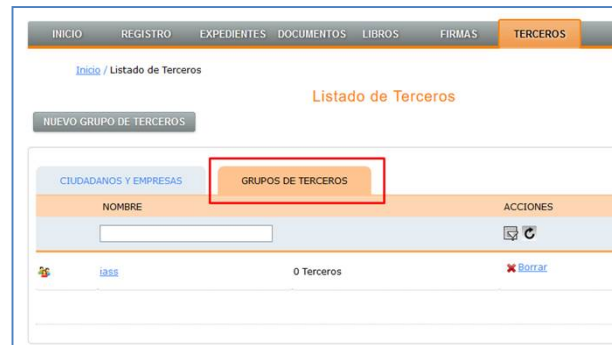 INICIO REGISTRO EXPEDIENTES DOCUMENTOS LIBROS FIRMAS TERCEROS
Inicio / Listado de Terceros
Listado de Terceros
NUEVO GRUPO DE TERCEROS
CIUDADANOS Y EMPRESAS GRUPOS DE TERCEROS
NOMBRE ACCIONES
iass 0 Terceros Borrar